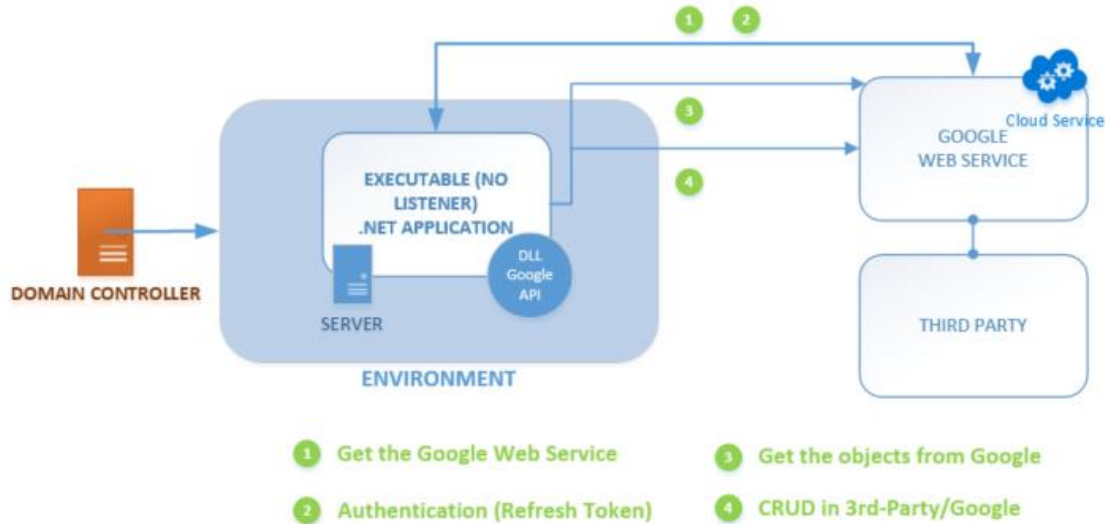 1 2
Cloud Service
3
GOOGLE
WEB SERVICE
EXECUTABLE (NO
LISTENER)
.NET APPLICATION
4
DLL
Google
API
DOMAIN CONTROLLER
SERVER
THIRD PARTY
ENVIRONMENT
1 Get the Google Web Service
3 Get the objects from Google
2 Authentication (Refresh Token)
4 CRUD in 3rd-Party/Google